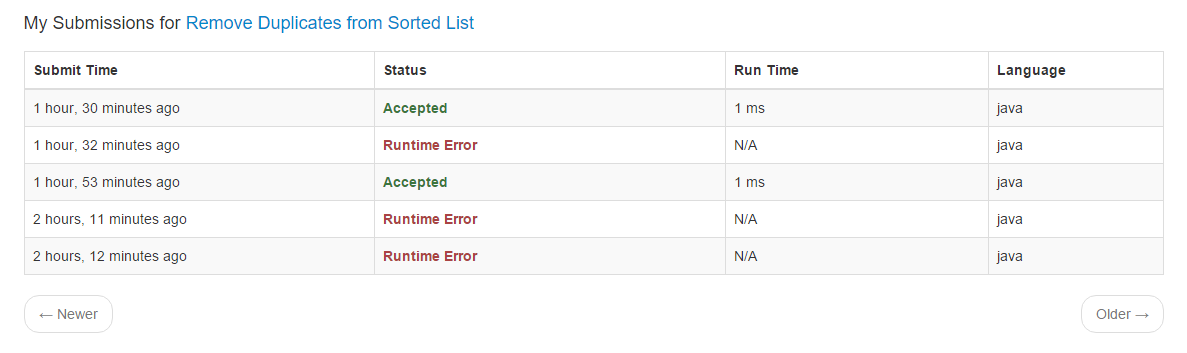 My Submissions for Remove Duplicates from Sorted List
Submit Time Status Run Time Language
1 hour, 30 minutes ago Accepted 1 ms java
1 hour, 32 minutes ago Runtime Error N/A java
1 hour, 53 minutes ago Accepted 1 ms java
2 hours, 11 minutes ago Runtime Error N/A java
2 hours, 12 minutes ago Runtime Error N/A java
← Newer Older →